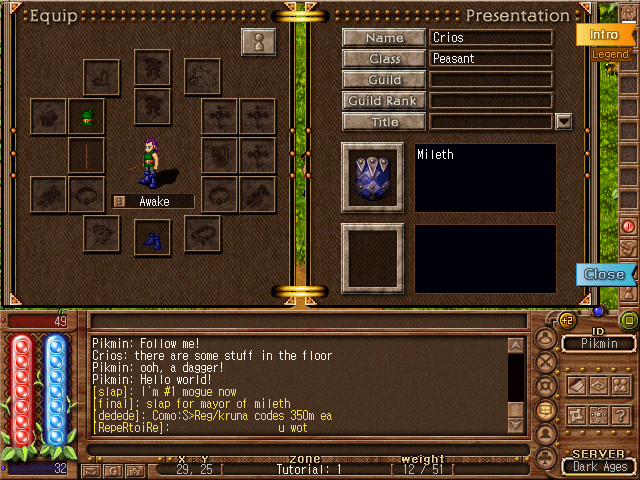 Equip
Presentation
Name Crios
Intro
Class Peasant
Legend
Guild
Guild Rank
Title
Mileth
Awake
Close
49
+2
ID
Pikmin
Pikmin: Follow me!
Crios: there are some stuff in the floor
Pikmin: ooh, a dagger!
Pikmin: Hello world!
[slap]: I´m #1 mogue now
[final]: slap for mayor of mileth
[dedede]: Como:S>Reg/kruna codes 350m ea
[RepeRtoiRe]: u wot
x y zone weight
SERVER
32
29, 25 Tutorial: 1 12 / 51
Dark Ages